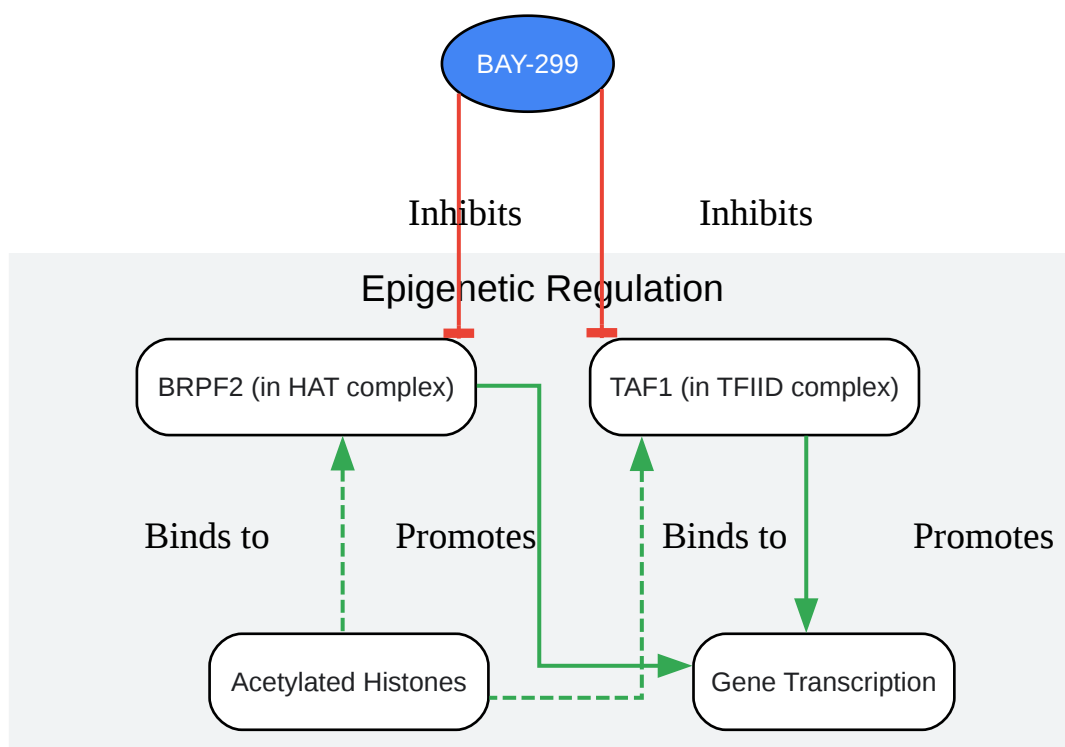 BAY-299
Inhibits
Inhibits
Epigenetic Regulation
BRPF2 (in HAT complex)
TAF1 (in TFIID complex)
Binds to
Promotes
Binds to
Promotes
Acetylated Histones
Gene Transcription